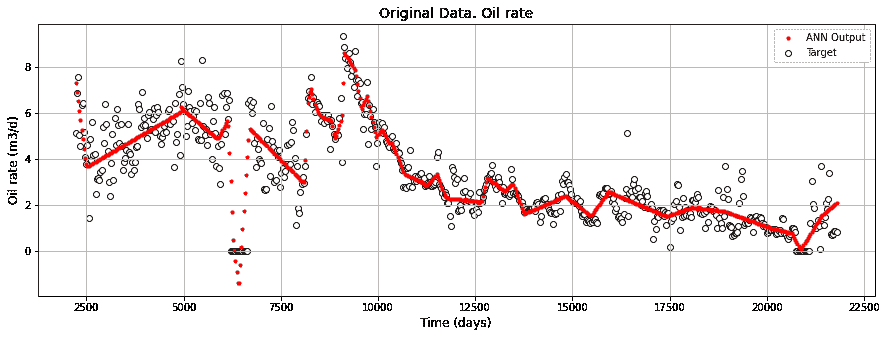 Original Data. Oil rate
ANN Output
Target
Oil rate (m3/d)
8
6
4
2
0
2500 5000 7500 10000 12500 15000 17500 20000 22500
Time (days)